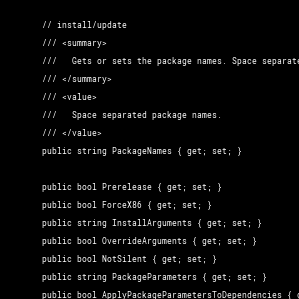 // install/update
/// <summary>
///   Gets or sets the package names. Space separate
/// </summary>
/// <value>
///   Space separated package names.
/// </value>
public string PackageNames { get; set; }
public bool Prerelease { get; set; }
public bool ForceX86 { get; set; }
public string InstallArguments { get; set; }
public bool OverrideArguments { get; set; }
public bool NotSilent { get; set; }
public string PackageParameters { get; set; }
public bool ApplyPackageParametersToDependencies {